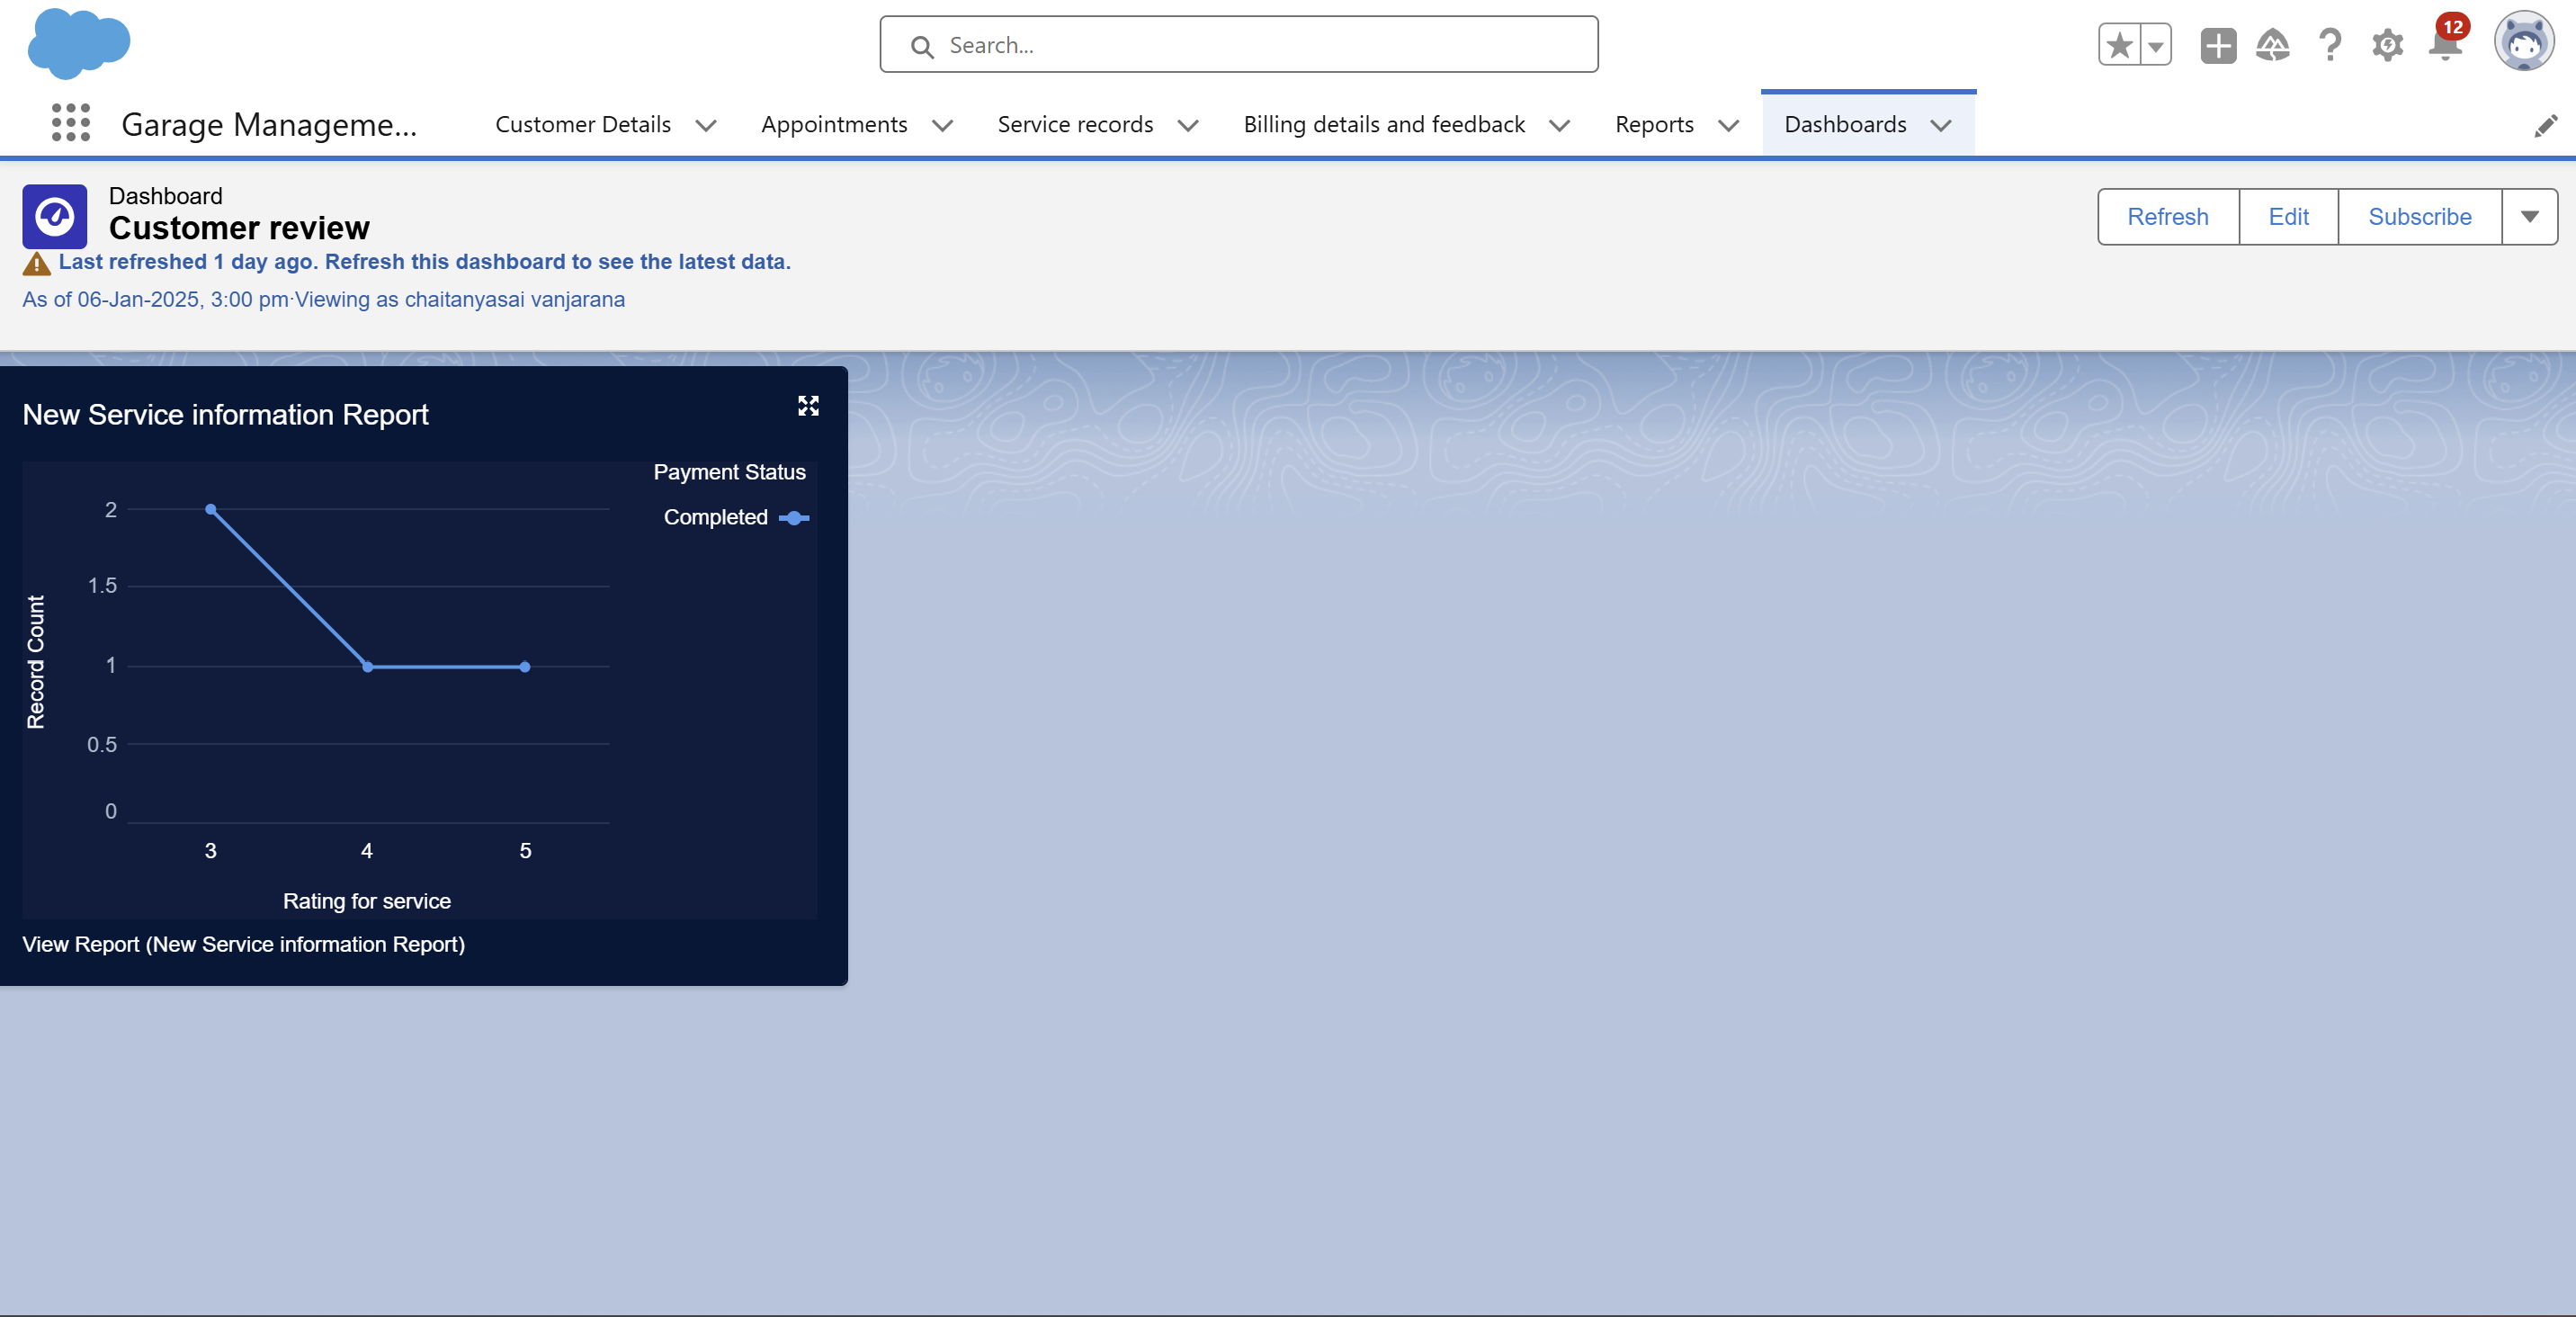 Search...
12
Garage Manageme...
Customer Details
Appointments
Service records
Billing details and feedback
Reports
Dashboards
Dashboard
Customer review
Last refreshed 1 day ago. Refresh this dashboard to see the latest data.
As of 06-Jan-2025, 3:00 pm·Viewing as chaitanyasai vanjarana
Refresh
Edit
Subscribe
New Service information Report
Payment Status
Completed
Record Count
2
1.5
1
0.5
0
3
4
5
Rating for service
View Report (New Service information Report)